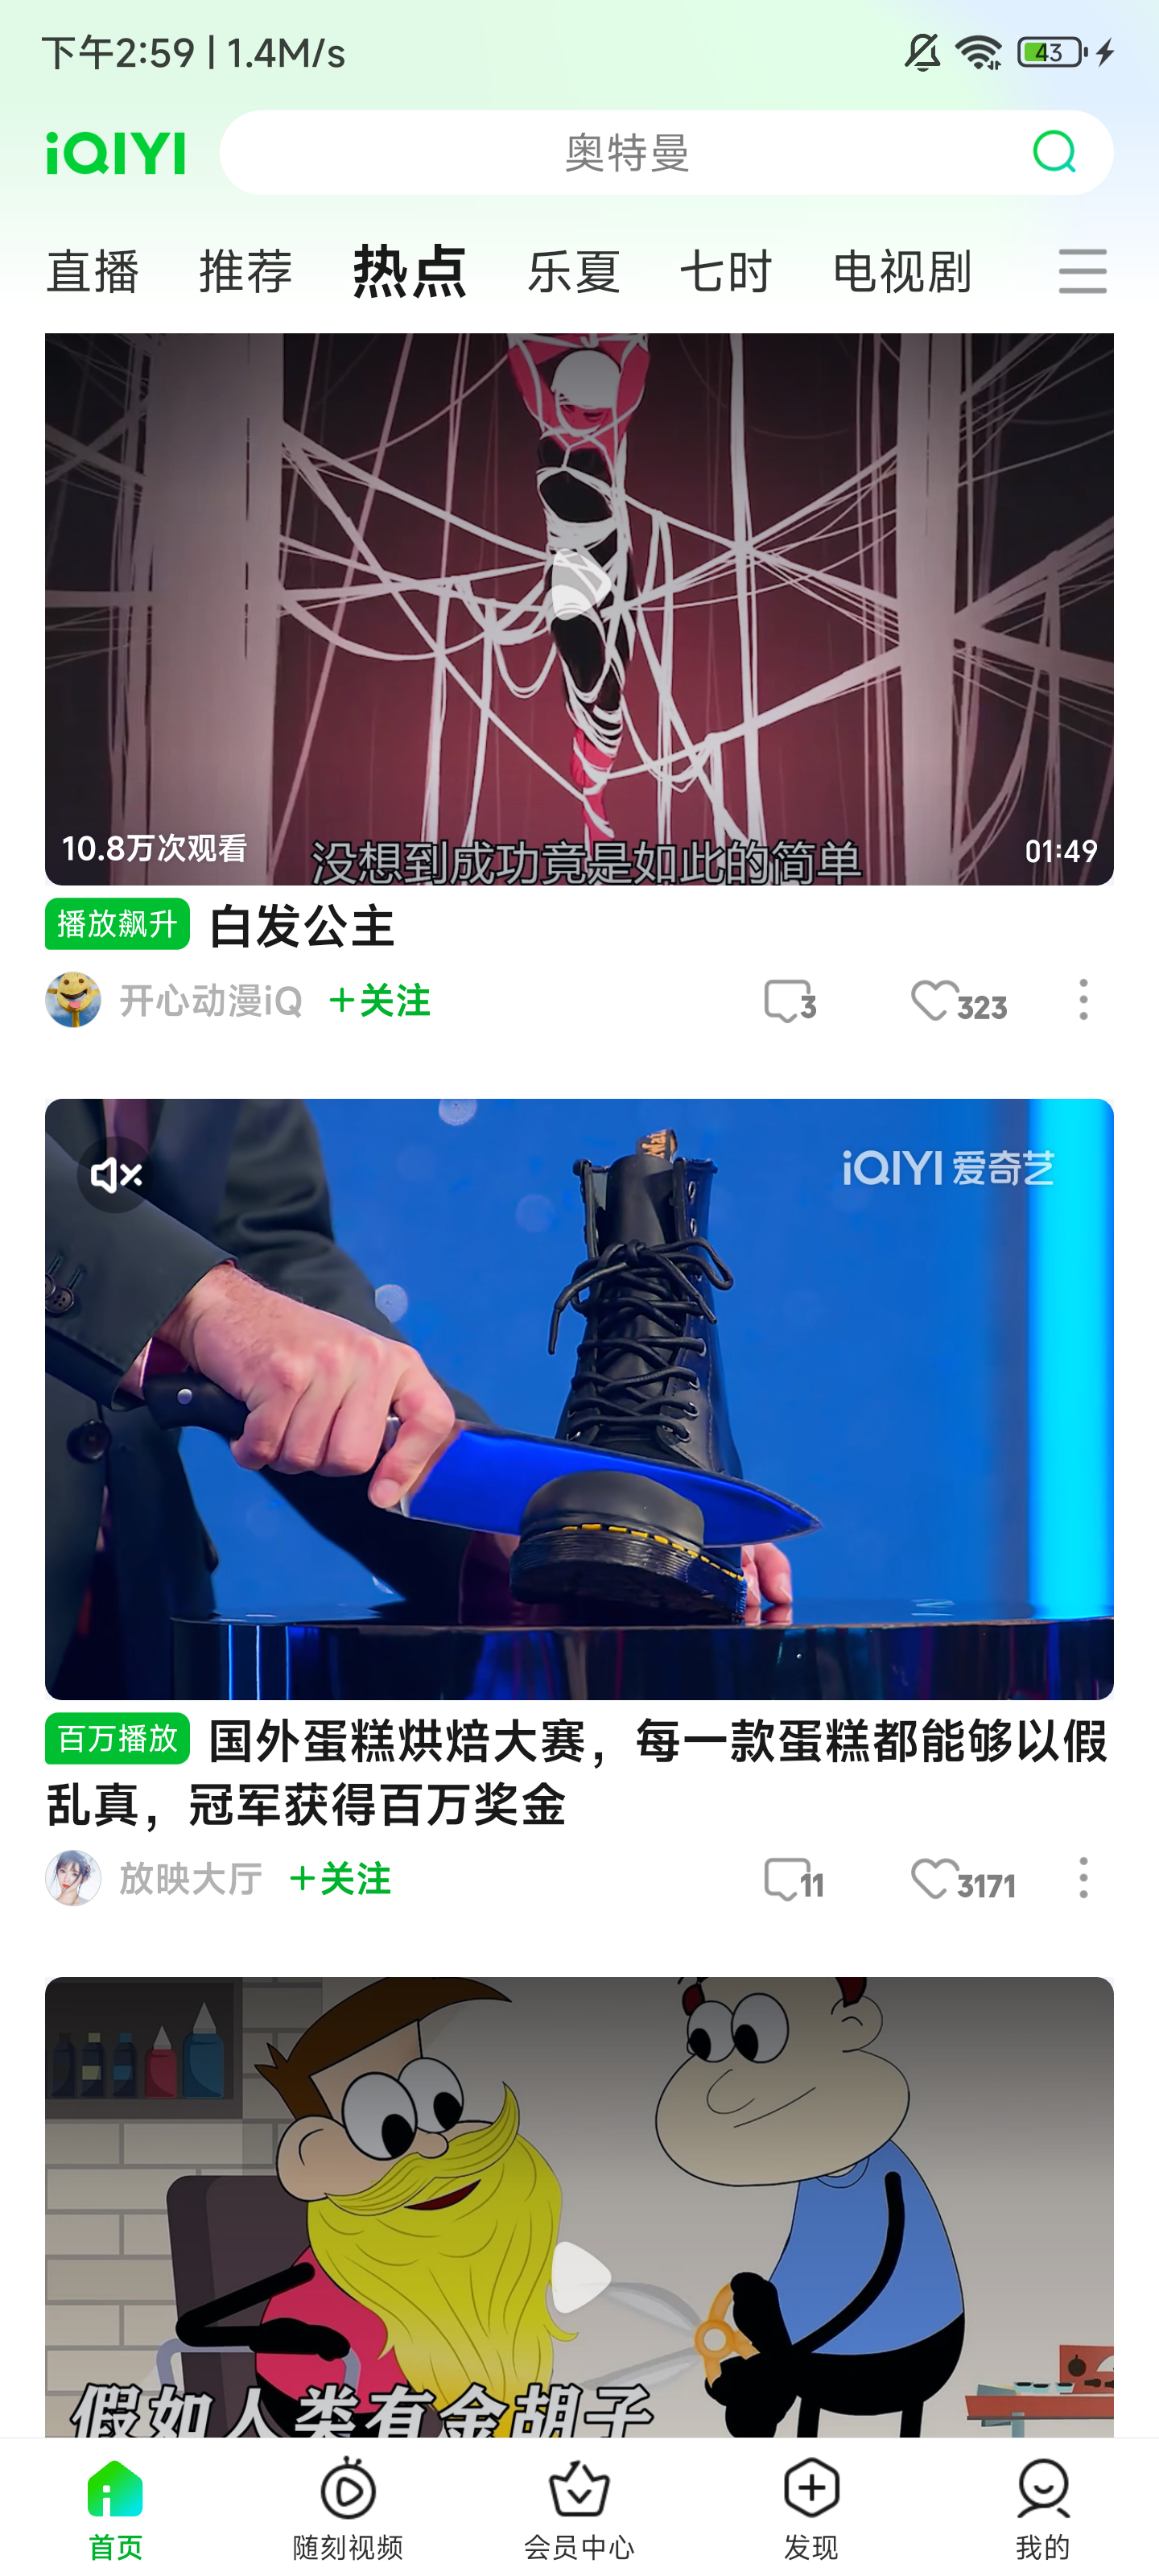 下午2:59 | 1.4M/s
43
iQIYI
奥特曼
直播 推荐 热点 乐夏 七时 电视剧
10.8万次观看
没想到成功竟是如此的简单
01:49
播放飙升 白发公主
开心动漫iQ +关注 3 323
iQIYI 爱奇艺
百万播放 国外蛋糕烘焙大赛，每一款蛋糕都能够以假
乱真，冠军获得百万奖金
放映大厅 +关注 11 3171
假如人类有金胡子
首页 随刻视频 会员中心 发现 我的